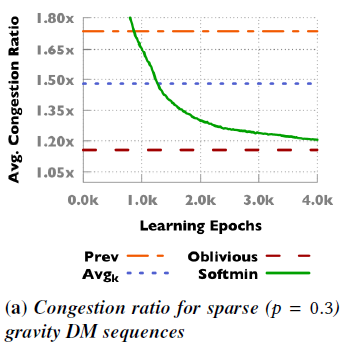 Avg. Congestion Ratio
1.80x
1.65x
1.50x
1.35x
1.20x
1.05x
0.0k 1.0k 2.0k 3.0k 4.0k
Learning Epochs
Prev Oblivious
Avgk Softmin
(a) Congestion ratio for sparse (p = 0.3)
gravity DM sequences